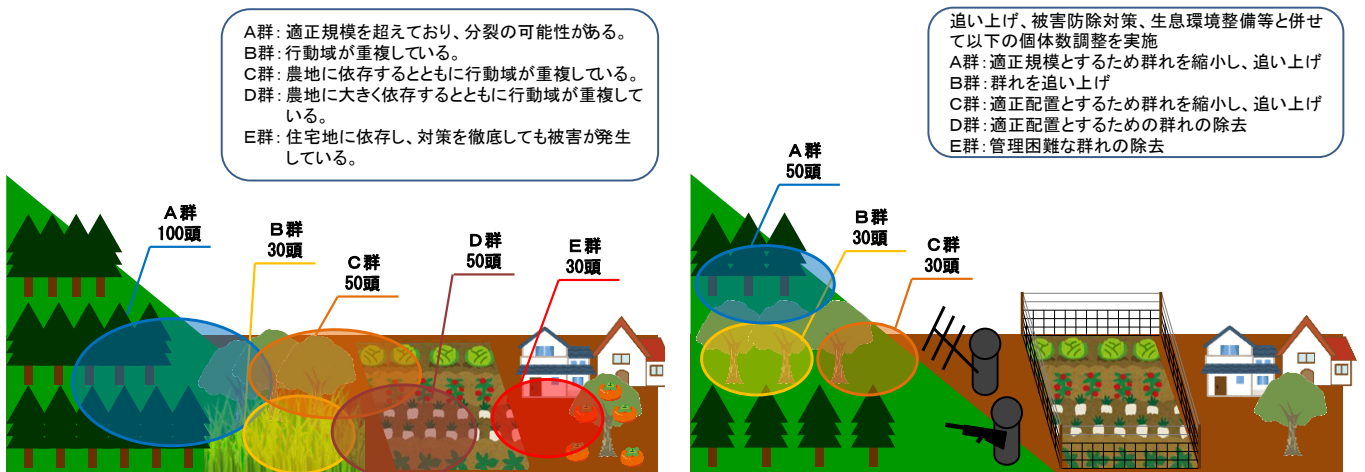 A群：適正規模を超えており、分裂の可能性がある。
B群：行動域が重複している。
C群：農地に依存するとともに行動域が重複している。
D群：農地に大きく依存するとともに行動域が重複して
いる。
E群：住宅地に依存し、対策を徹底しても被害が発生
している。
A群
100頭
B群
30頭
C群
50頭
D群
50頭
E群
30頭
追い上げ、被害防除対策、生息環境整備等と併せ
て以下の個体数調整を実施
A群：適正規模とするため群れを縮小し、追い上げ
B群：群れを追い上げ
C群：適正配置とするため群れを縮小し、追い上げ
D群：適正配置とするための群れの除去
E群：管理困難な群れの除去
A群
50頭
B群
30頭
C群
30頭